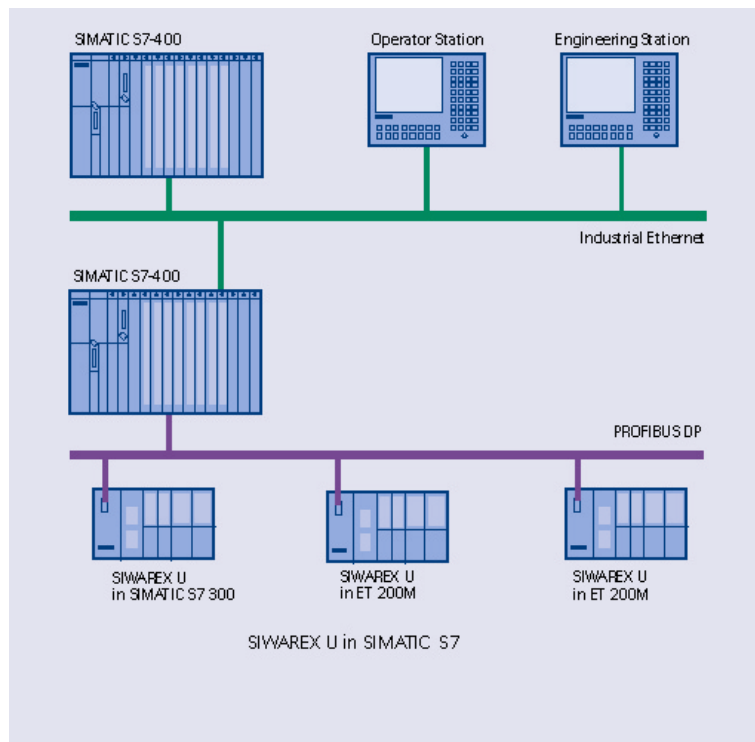 SIMATIC S7-400
Operator Station
Engineering Station
Industrial Ethernet
SIMATIC S7-400
PROFIBUS DP
SIWAREX U
in SIMATIC S7 300
SIWAREX U
in ET 200M
SIWAREX U
in ET 200M
SIWAREX U in SIMATIC S7